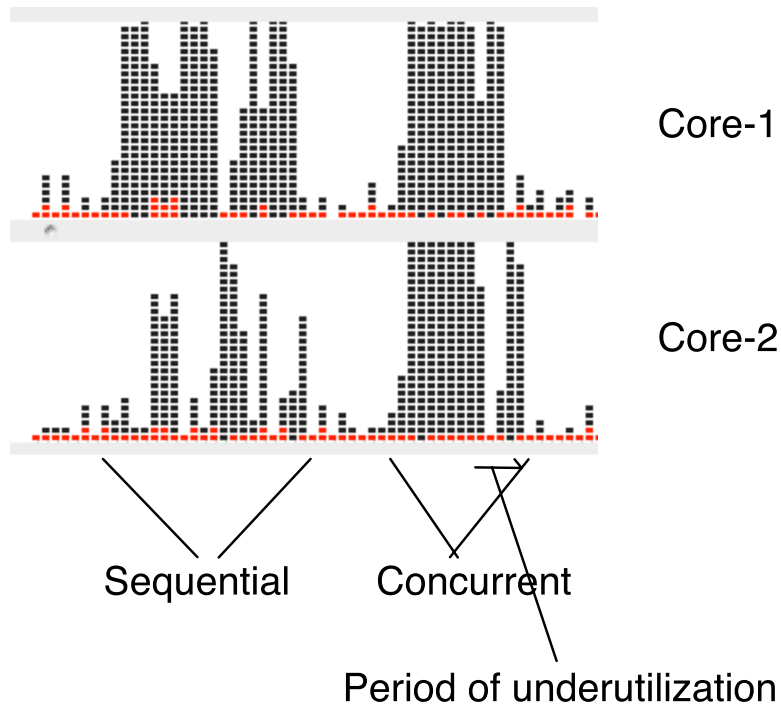 Core-1
Core-2
Sequential
Concurrent
Period of underutilization